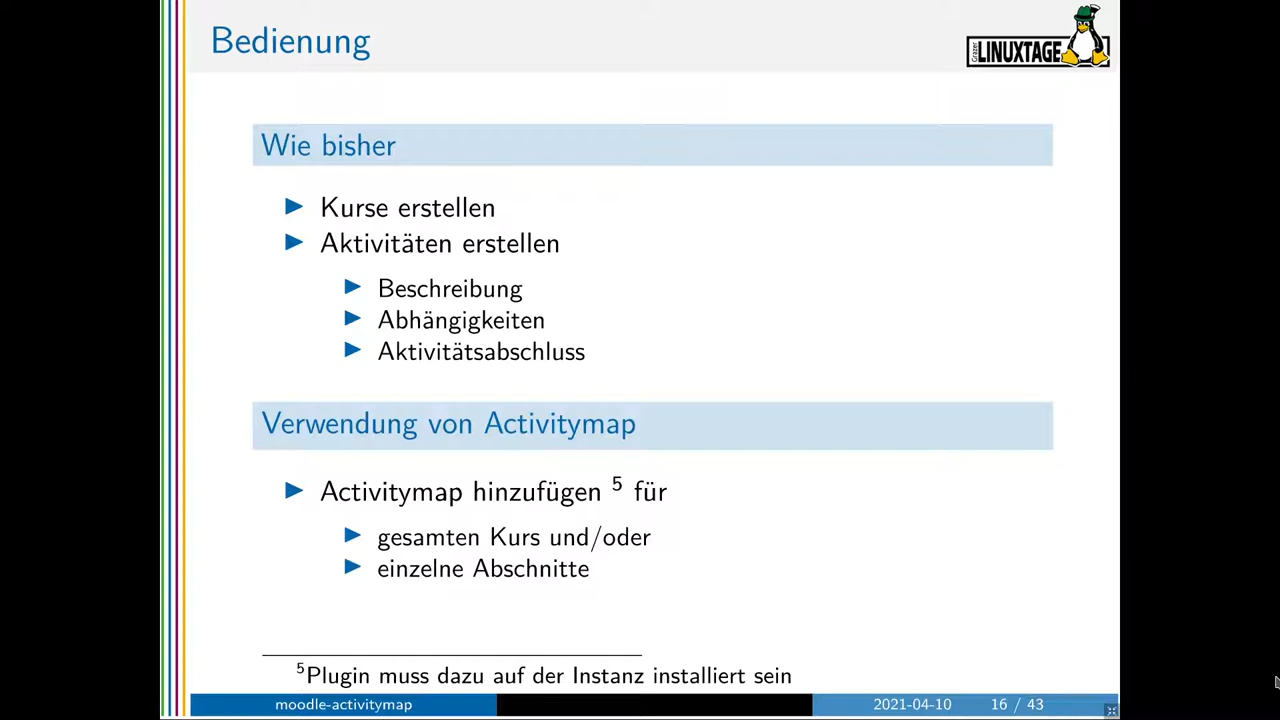 Bedienung
Grazer
LINUXTAGE
Wie bisher
Kurse erstellen
Aktivitäten erstellen
Beschreibung
Abhängigkeiten
Aktivitätsabschluss
Verwendung von Activitymap
Activitymap hinzufügen ⁵ für
gesamten Kurs und/oder
einzelne Abschnitte
⁵Plugin muss dazu auf der Instanz installiert sein
moodle-activitymap
2021-04-10 16 / 43